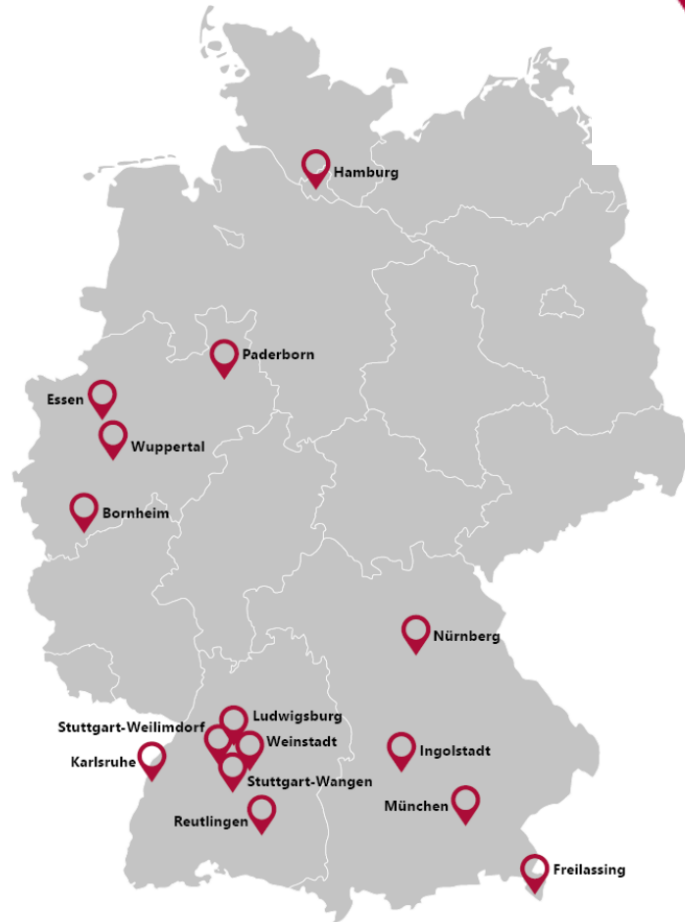 Hamburg
Paderborn
Essen
Wuppertal
Bornheim
Nürnberg
Ludwigsburg
Stuttgart-Weilimdorf
Weinstadt
Ingolstadt
Karlsruhe
Stuttgart-Wangen
München
Reutlingen
Freilassing